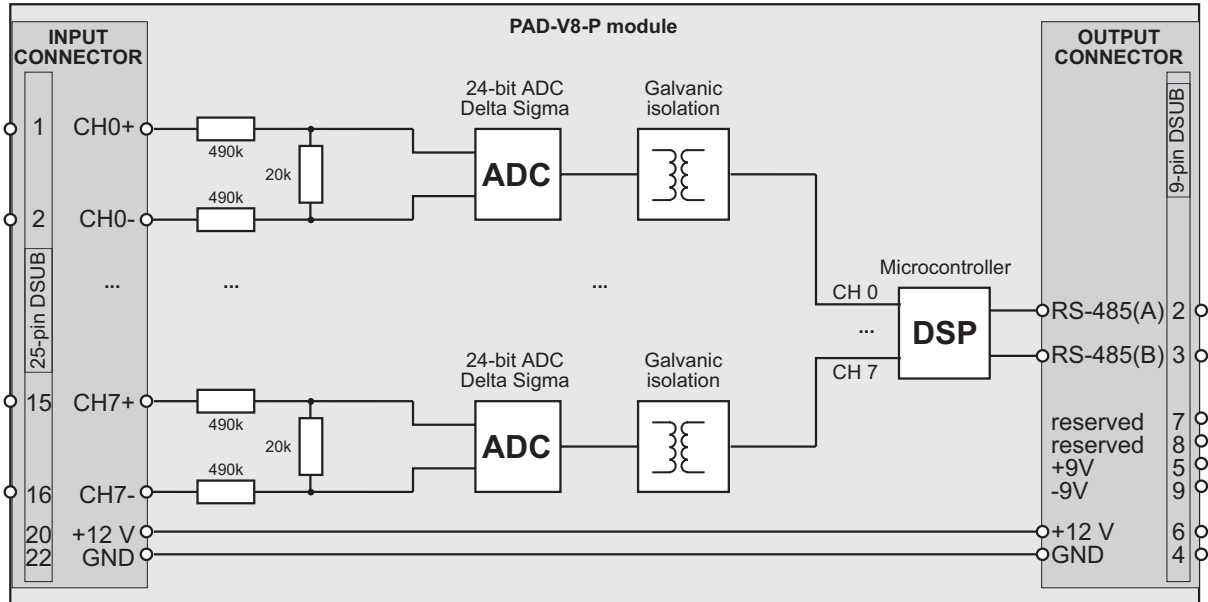 PAD-V8-P module
INPUT
CONNECTOR
OUTPUT
CONNECTOR
24-bit ADC
Delta Sigma
Galvanic
isolation
9-pin DSUB
1 CH0+
490k
20k
ADC
490k
2 CH0-
25-pin DSUB
...
...
...
Microcontroller
CH 0
...
CH 7
DSP
RS-485(A) 2
RS-485(B) 3
24-bit ADC
Delta Sigma
Galvanic
isolation
15 CH7+
490k
20k
ADC
490k
16 CH7-
reserved 7
reserved 8
+9V 5
-9V 9
20 +12 V
22 GND
+12 V 6
GND 4